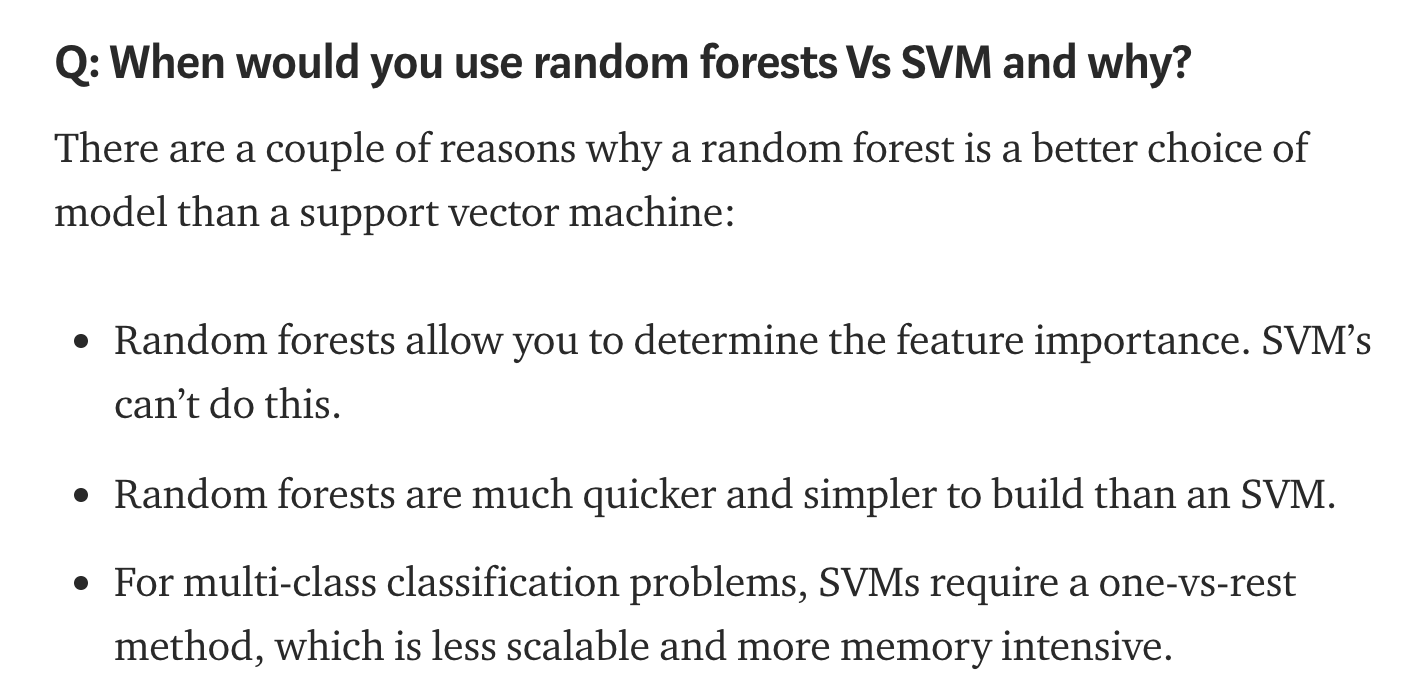 Q: When would you use random forests Vs SVM and why?
There are a couple of reasons why a random forest is a better choice of
model than a support vector machine:
• Random forests allow you to determine the feature importance. SVM’s
can’t do this.
• Random forests are much quicker and simpler to build than an SVM.
• For multi-class classification problems, SVMs require a one-vs-rest
method, which is less scalable and more memory intensive.